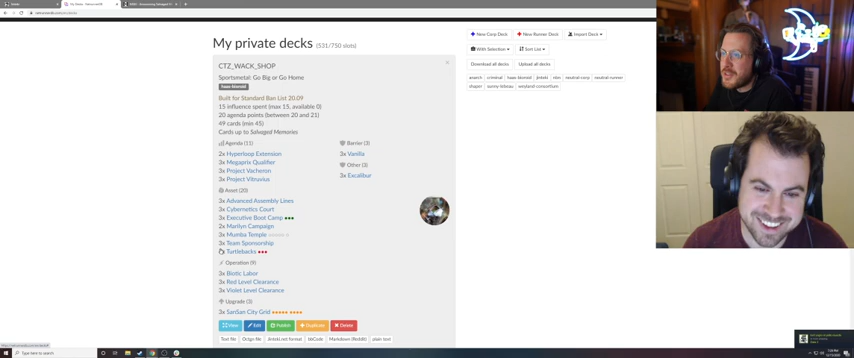 My private decks (531/750 slots)
CTZ_WACK_SHOP
Sportsmetal: Go Big or Go Home
haas-bioroid
Built for Standard Ban List 20.09
15 influence spent (max 15, available 0)
20 agenda points (between 20 and 21)
49 cards (min 45)
Cards up to Salvaged Memories
Agenda (11)
2x Hyperloop Extension
3x Megaprix Qualifier
3x Project Vacheron
3x Project Vitruvius
Asset (20)
3x Advanced Assembly Lines
3x Cybernetics Court
3x Executive Boot Camp
2x Marilyn Campaign
3x Mumba Temple
3x Team Sponsorship
3x Turtlebacks
Operation (9)
3x Biotic Labor
3x Red Level Clearance
3x Violet Level Clearance
Upgrade (3)
3x SanSan City Grid
Barrier (3)
3x Vanilla
Other (3)
3x Excalibur
View Edit Publish Duplicate Delete
Text file Octgn file Jinteki.net format bbCode Markdown (Reddit) plain text
New Corp Deck New Runner Deck Import Deck
With Selection Sort List
Download all decks Upload all decks
anarch criminal haas-bioroid jinteki nbn neutral-corp neutral-runner
shaper sunny-lebeau weyland-consortium
Type here to search